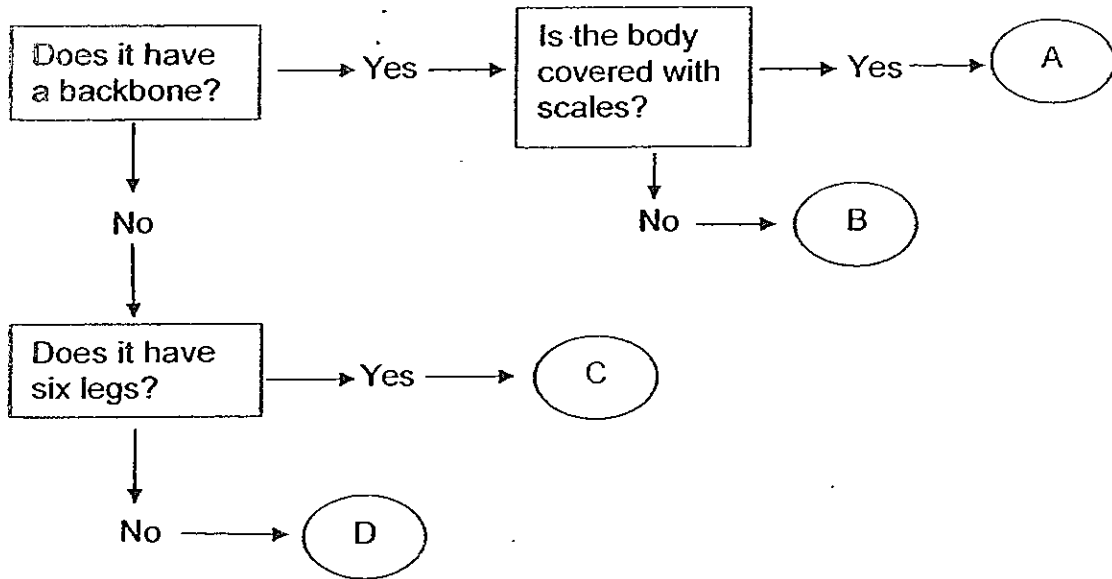 Does it have
a backbone?
Yes
Is the body
covered with
scales?
Yes
A
No
No
B
Does it have
six legs?
Yes
C
No
D